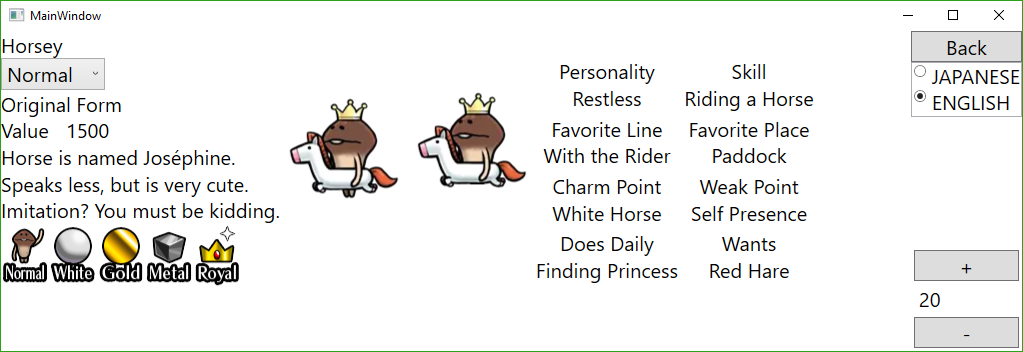 MainWindow
Horsey
Normal
Original Form
Value 1500
Horse is named Joséphine.
Speaks less, but is very cute.
Imitation? You must be kidding.
Normal White Gold Metal Royal
Personality
Restless
Skill
Riding a Horse
Favorite Line
With the Rider
Favorite Place
Paddock
Charm Point
White Horse
Weak Point
Self Presence
Does Daily
Finding Princess
Wants
Red Hare
Back
JAPANESE
ENGLISH
+
20
-